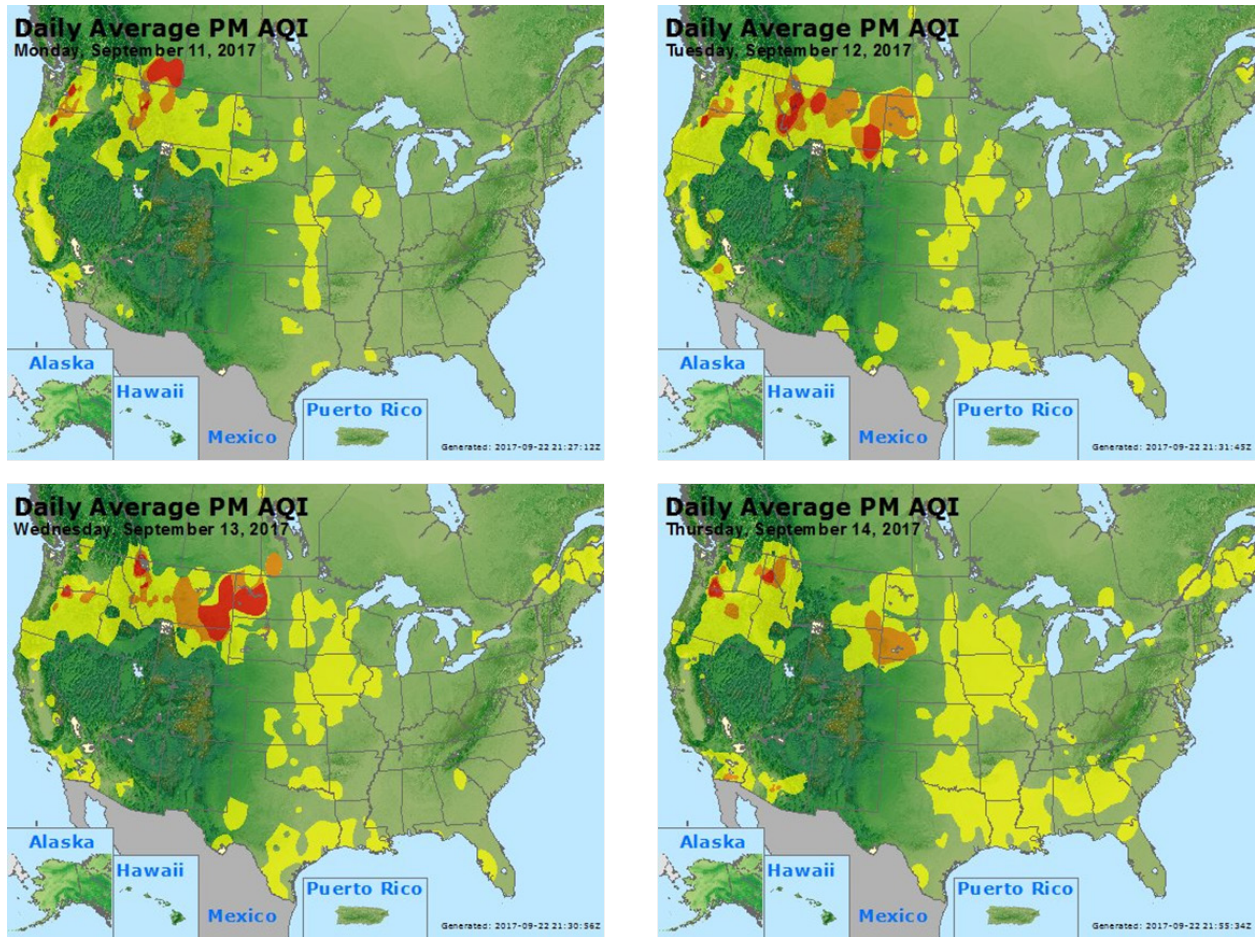 Daily Average PM AQI
Monday, September 11, 2017
Alaska
Hawaii
Mexico
Puerto Rico
Generated: 2017-09-22 21:27:12Z
Daily Average PM AQI
Tuesday, September 12, 2017
Alaska
Hawaii
Mexico
Puerto Rico
Generated: 2017-09-22 21:31:45Z
Daily Average PM AQI
Wednesday, September 13, 2017
Alaska
Hawaii
Mexico
Puerto Rico
Generated: 2017-09-22 21:30:56Z
Daily Average PM AQI
Thursday, September 14, 2017
Alaska
Hawaii
Mexico
Puerto Rico
Generated: 2017-09-22 21:55:34Z